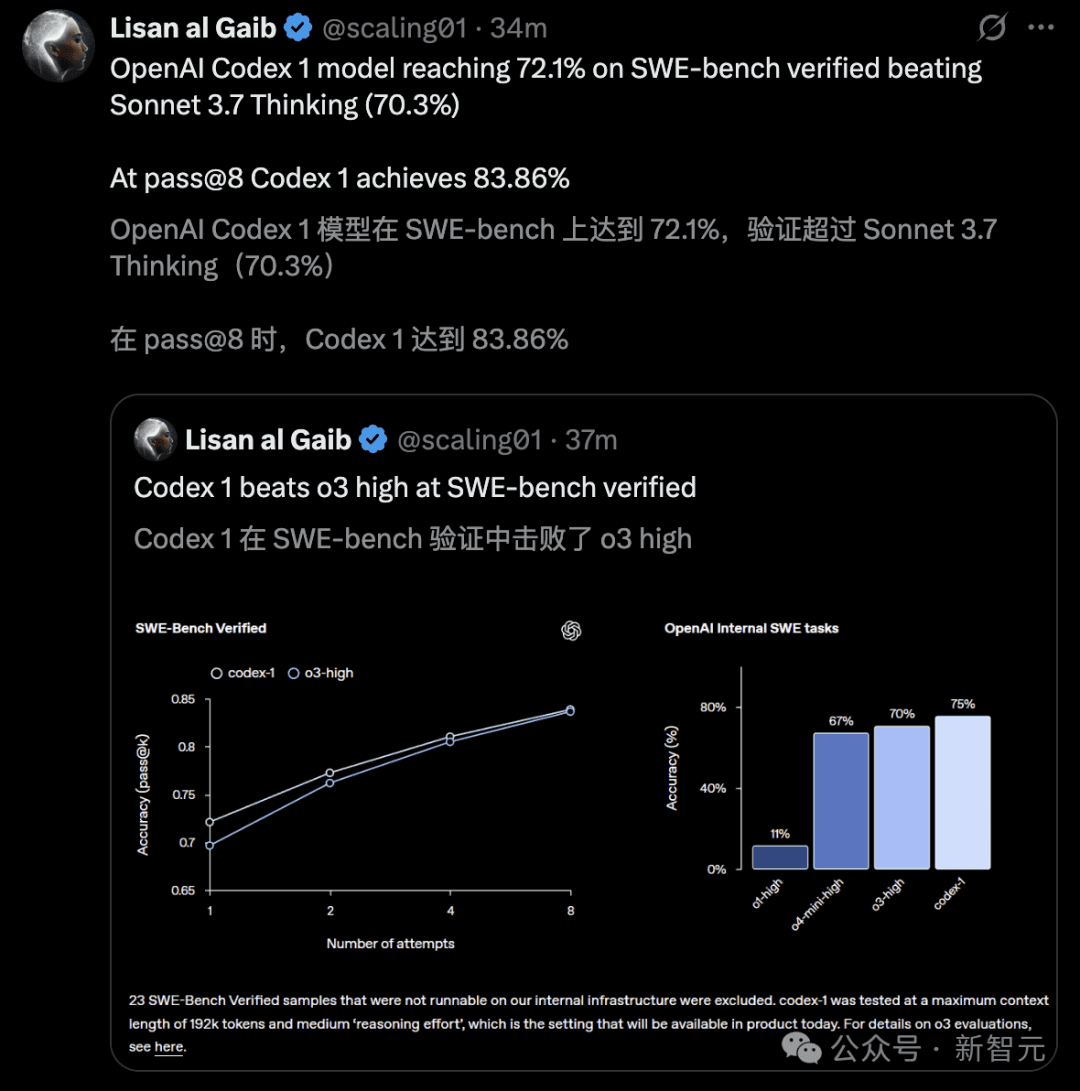 Lisan al Gaib @scaling01 · 34m
OpenAI Codex 1 model reaching 72.1% on SWE-bench verified beating
Sonnet 3.7 Thinking (70.3%)
At pass@8 Codex 1 achieves 83.86%
OpenAI Codex 1 模型在 SWE-bench 上达到 72.1%，验证超过 Sonnet 3.7
Thinking（70.3%）
在 pass@8 时，Codex 1 达到 83.86%
Lisan al Gaib @scaling01 · 37m
Codex 1 beats o3 high at SWE-bench verified
Codex 1 在 SWE-bench 验证中击败了 o3 high
SWE-Bench Verified
codex-1 o3-high
0.85
0.8
0.75
0.7
0.65
Accuracy (pass@k)
1 2 4 8
Number of attempts
OpenAI Internal SWE tasks
80%
40%
0%
Accuracy (%)
11%
67%
70%
75%
o1-high
o4-mini-high
o3-high
codex-1
23 SWE-Bench Verified samples that were not runnable on our internal infrastructure were excluded. codex-1 was tested at a maximum context
length of 192k tokens and medium ‘reasoning effort’, which is the setting that will be available in product today. For details on o3 evaluations,
see here.
公众号 · 新智元